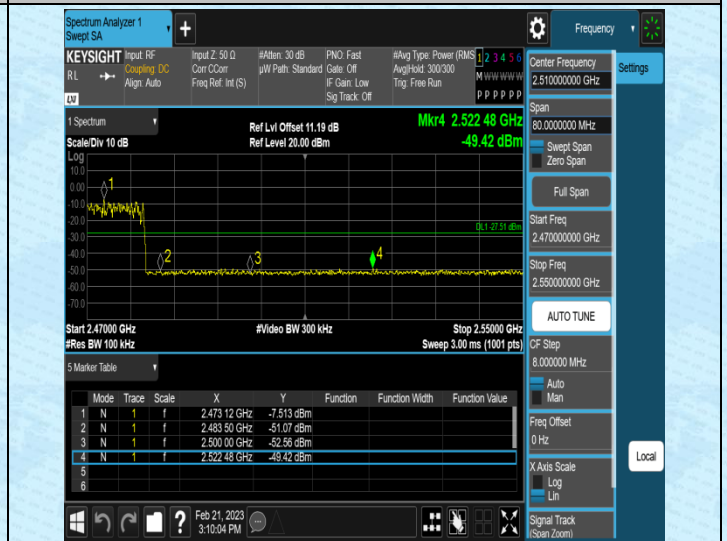 Spectrum Analyzer 1
Swept SA
+
Frequency
KEYSIGHT
RL
Input: RF
Coupling: DC
Align: Auto
Input Z: 50 Ω
Corr CCorr
Freq Ref: Int (S)
#Atten: 30 dB
µW Path: Standard
PNO: Fast
Gate: Off
IF Gain: Low
Sig Track: Off
#Avg Type: Power (RMS
Avg|Hold: 300/300
Trig: Free Run
1 2 3 4 5 6
M W W W W W
P P P P P P
LXI
1 Spectrum
Scale/Div 10 dB
Ref Lvl Offset 11.19 dB
Ref Level 20.00 dBm
Mkr4 2.522 48 GHz
-49.42 dBm
Log
10.0
0.00
-10.0
-20.0
-30.0
-40.0
-50.0
-60.0
-70.0
1
2
3
4
DL1 -27.51 dBm
Start 2.47000 GHz
#Res BW 100 kHz
#Video BW 300 kHz
Stop 2.55000 GHz
Sweep 3.00 ms (1001 pts)
5 Marker Table
Mode Trace Scale X Y Function Function Width Function Value
1 N 1 f 2.473 12 GHz -7.513 dBm
2 N 1 f 2.483 50 GHz -51.07 dBm
3 N 1 f 2.500 00 GHz -52.56 dBm
4 N 1 f 2.522 48 GHz -49.42 dBm
5
6
?
Feb 21, 2023
3:10:04 PM
Center Frequency
2.510000000 GHz
Settings
Span
80.0000000 MHz
Swept Span
Zero Span
Full Span
Start Freq
2.470000000 GHz
Stop Freq
2.550000000 GHz
AUTO TUNE
CF Step
8.000000 MHz
Auto
Man
Freq Offset
0 Hz
X Axis Scale
Log
Lin
Local
Signal Track
(Span Zoom)